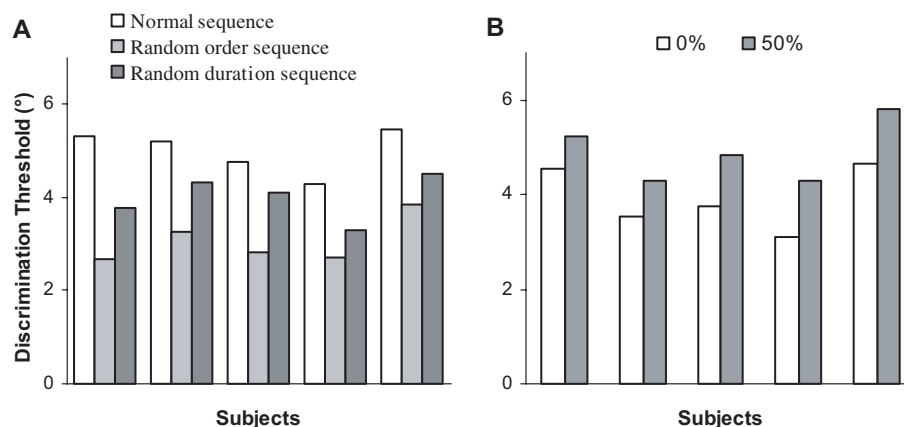 A
Normal sequence
Random order sequence
Random duration sequence
Discrimination Threshold (°)
6
4
2
0
Subjects
B
0% 50%
6
4
2
0
Subjects